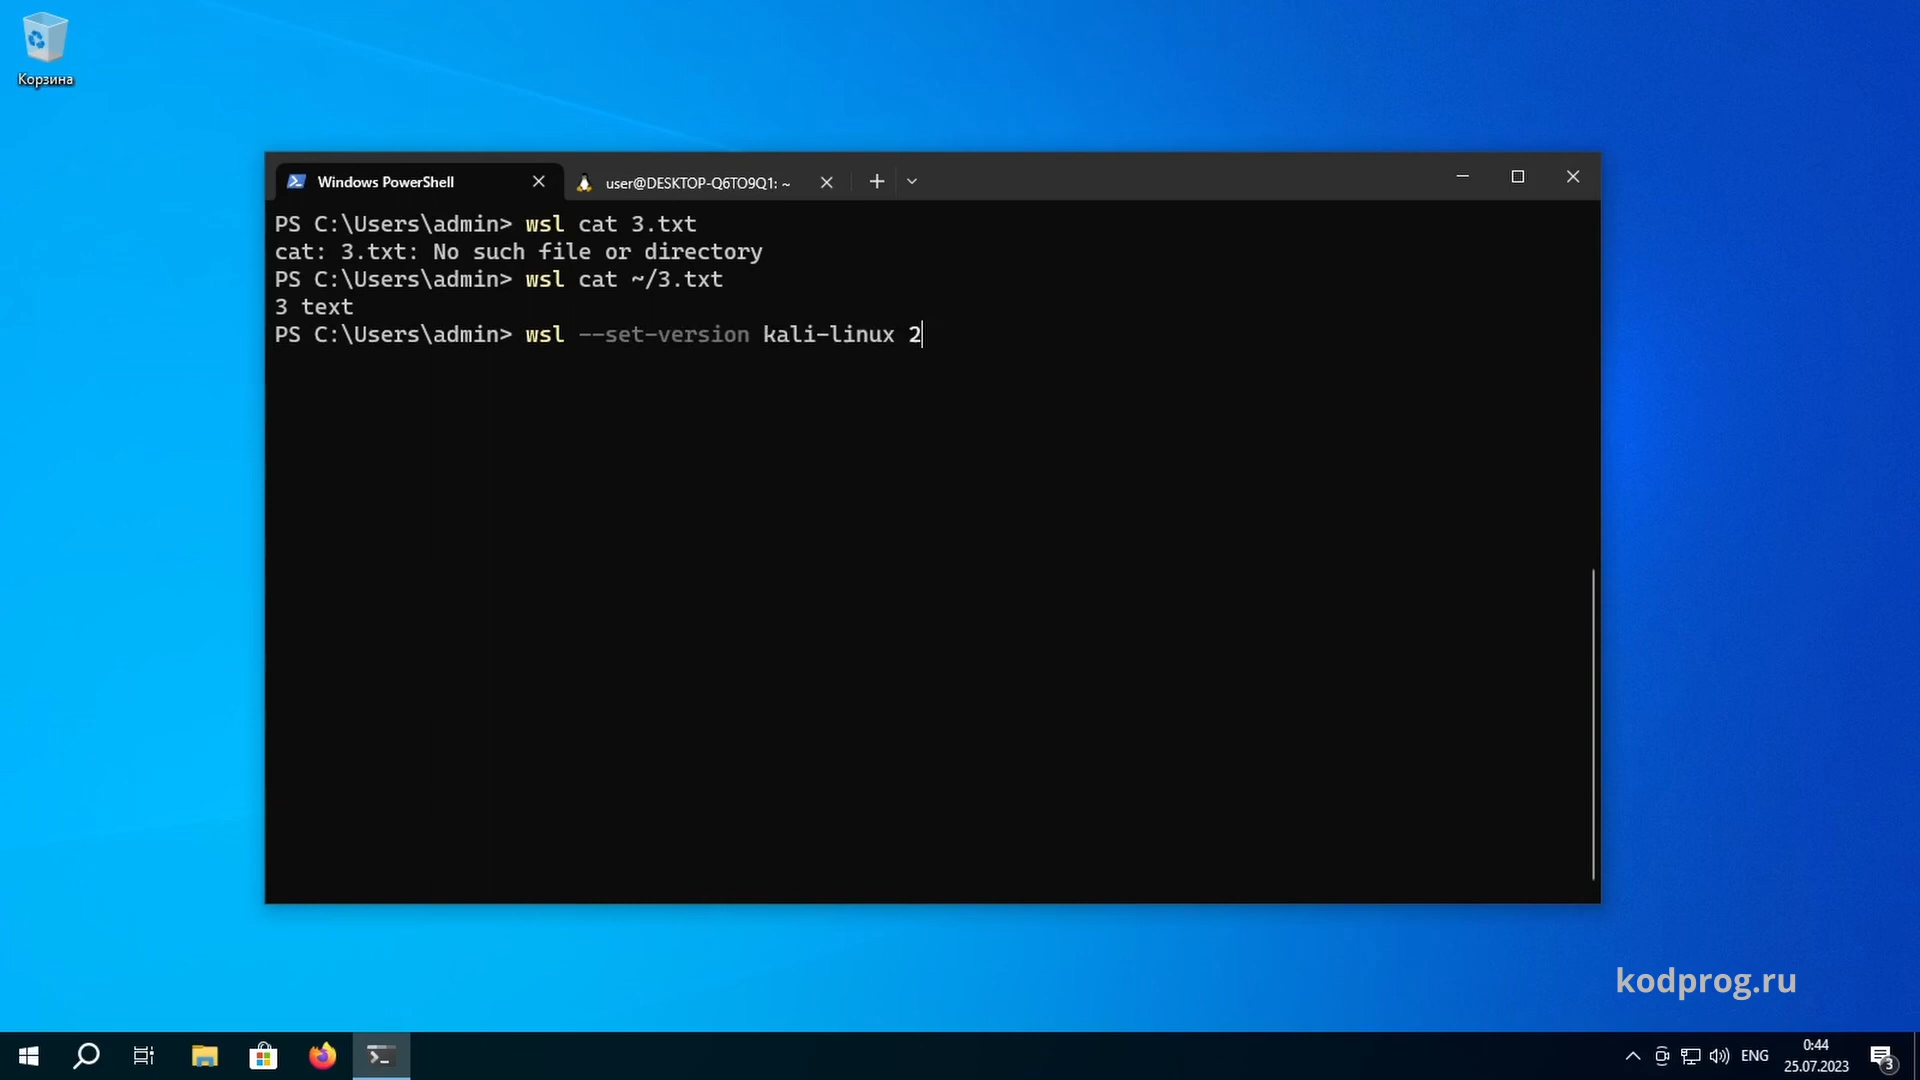 Корзина
Windows PowerShell
user@DESKTOP-Q6TO9Q1: ~
PS C:\Users\admin> wsl cat 3.txt
cat: 3.txt: No such file or directory
PS C:\Users\admin> wsl cat ~/3.txt
3 text
PS C:\Users\admin> wsl --set-version kali-linux 2
kodprog.ru
ENG
0:44
25.07.2023
3